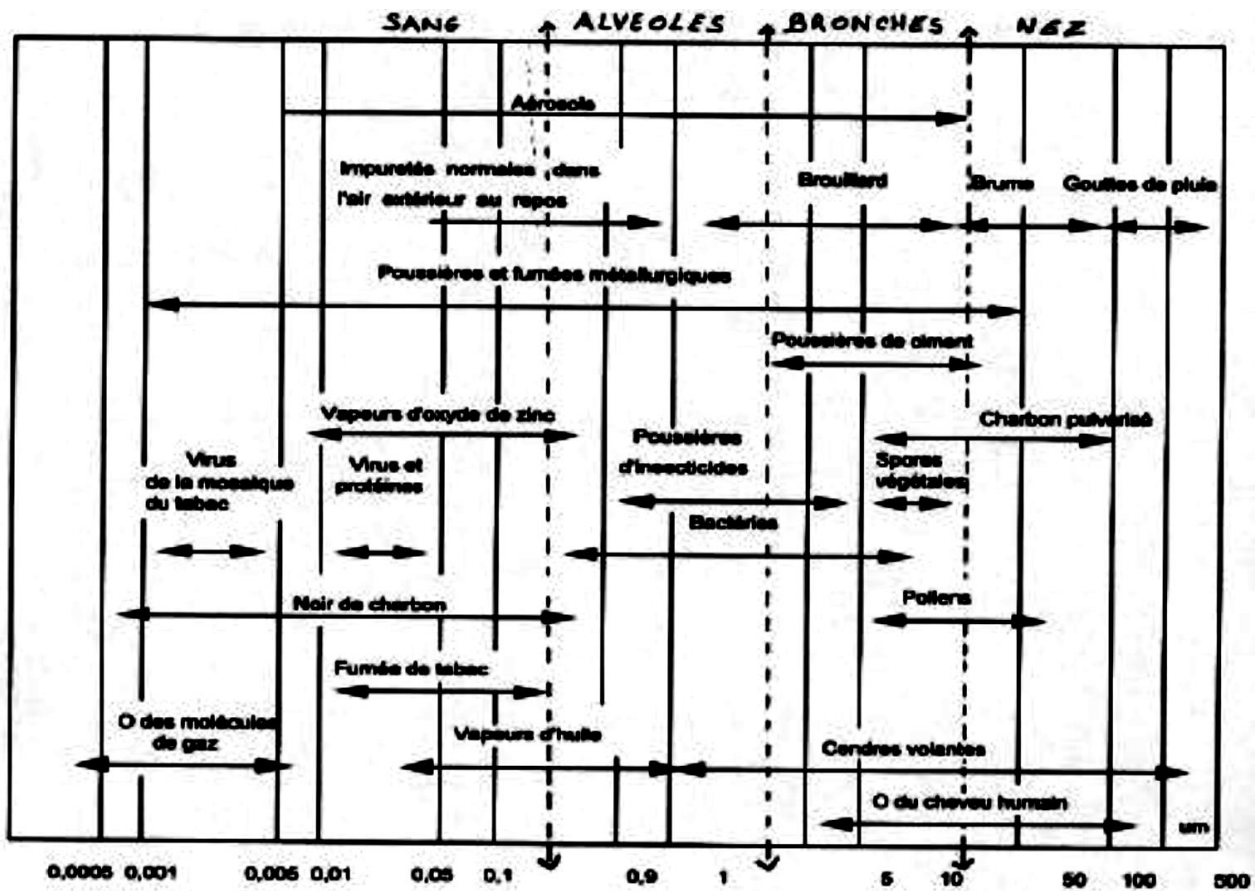 SANG ALVEOLES BRONCHES NEZ
Aérosols
Impuretés normales dans
l'air extérieur au repos
Brouillard
Brume
Gouttes de pluie
Poussières et fumées métallurgiques
Poussières de ciment
Vapeurs d'oxyde de zinc
Charbon pulverisé
Virus
de la mosaïque
du tabac
Virus et
protéines
Poussières
d'insecticides
Spores
végétales
Bactéries
Noir de charbon
Pollens
Fumée de tabac
O des molécules
de gaz
Vapeurs d'huile
Cendres volantes
O du cheveu humain
um
0,0005 0,001 0,005 0,01 0,05 0,1 0,9 1 5 10 50 100 500